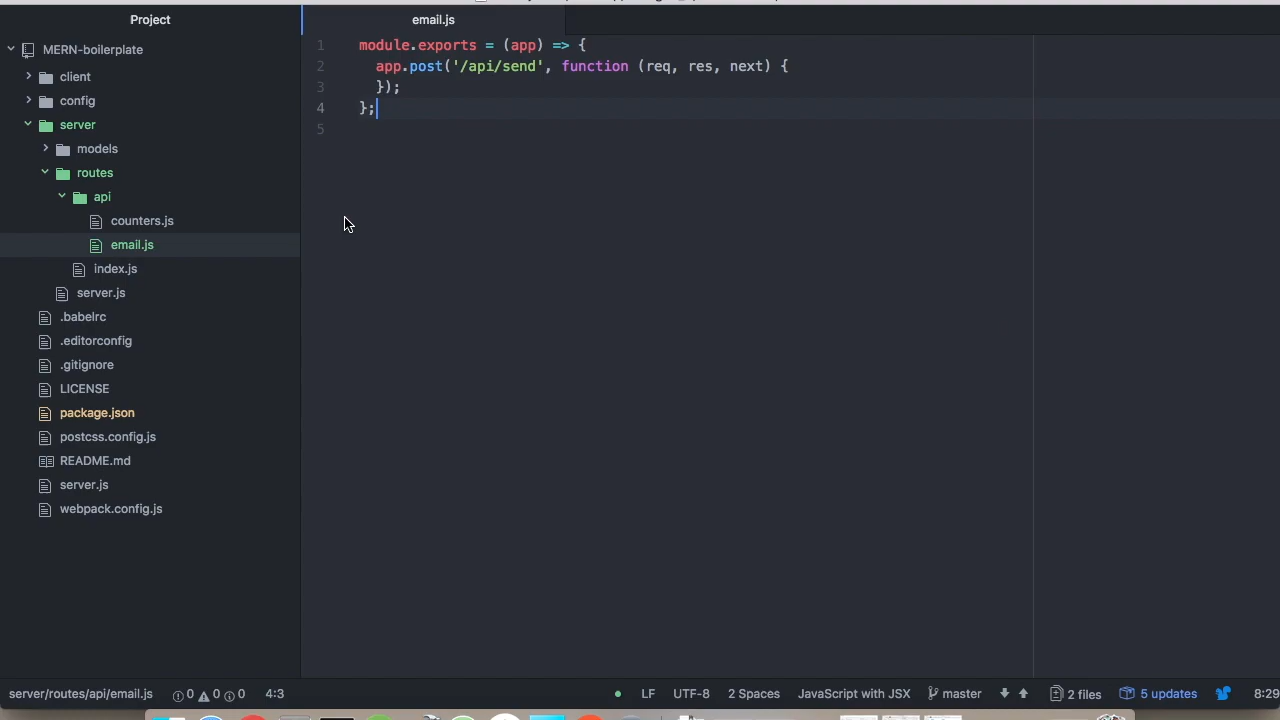 Project
email.js
MERN-boilerplate
client
config
server
models
routes
api
counters.js
email.js
index.js
server.js
.babelrc
.editorconfig
.gitignore
LICENSE
package.json
postcss.config.js
README.md
server.js
webpack.config.js
1 module.exports = (app) => {
2 app.post('/api/send', function (req, res, next) {
3 });
4 };
5
server/routes/api/email.js 0 0 0 4:3 LF UTF-8 2 Spaces JavaScript with JSX master 2 files 5 updates 8:29